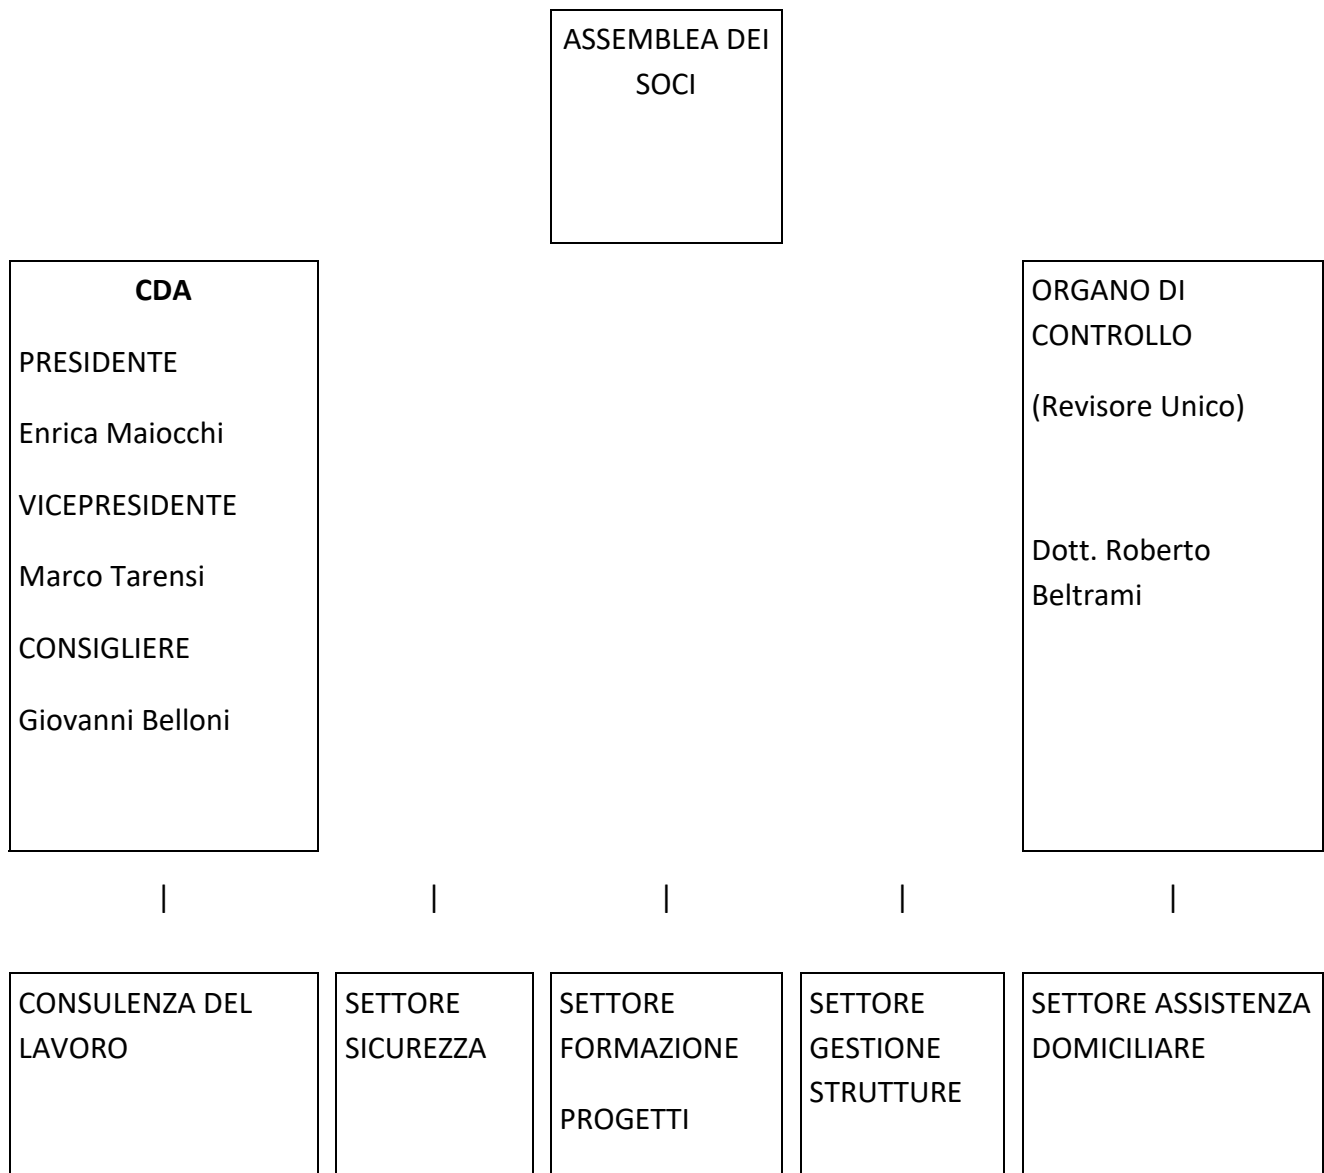 ASSEMBLEA DEI
SOCI
CDA
PRESIDENTE
Enrica Maiocchi
VICEPRESIDENTE
Marco Tarensi
CONSIGLIERE
Giovanni Belloni
ORGANO DI
CONTROLLO
(Revisore Unico)
Dott. Roberto
Beltrami
| | | | |
CONSULENZA DEL
LAVORO
SETTORE
SICUREZZA
SETTORE
FORMAZIONE
PROGETTI
SETTORE
GESTIONE
STRUTTURE
SETTORE ASSISTENZA
DOMICILIARE